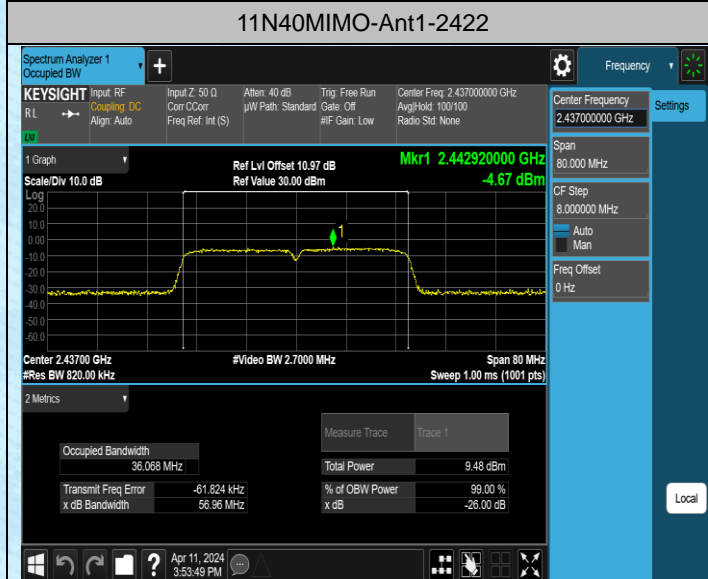 11N40MIMO-Ant1-2422
Spectrum Analyzer 1
Occupied BW
+
Frequency
KEYSIGHT
RL
Input: RF
Coupling: DC
Align: Auto
Input Z: 50 Ω
Corr CCorr
Freq Ref: Int (S)
Atten: 40 dB
µW Path: Standard
Trig: Free Run
Gate: Off
#IF Gain: Low
Center Freq: 2.437000000 GHz
Avg|Hold: 100/100
Radio Std: None
Center Frequency
2.437000000 GHz
Settings
Span
80.000 MHz
CF Step
8.000000 MHz
Auto
Man
Freq Offset
0 Hz
1 Graph
Scale/Div 10.0 dB
Ref Lvl Offset 10.97 dB
Ref Value 30.00 dBm
Mkr1 2.442920000 GHz
-4.67 dBm
Log
20.0
10.0
0.00
-10.0
-20.0
-30.0
-40.0
-50.0
-60.0
1
Center 2.43700 GHz
#Res BW 820.00 kHz
#Video BW 2.7000 MHz
Span 80 MHz
Sweep 1.00 ms (1001 pts)
2 Metrics
Measure Trace
Trace 1
Occupied Bandwidth
36.068 MHz
Total Power
9.48 dBm
Transmit Freq Error
-61.824 kHz
% of OBW Power
99.00 %
x dB Bandwidth
56.96 MHz
x dB
-26.00 dB
Local
?
Apr 11, 2024
3:53:49 PM